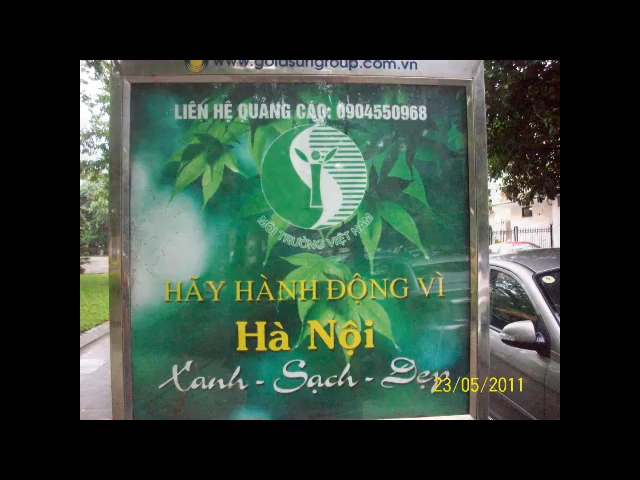 www.goldsungroup.com.vn
LIÊN HỆ QUẢNG CÁO: 0904550968
MÔI TRƯỜNG VIỆT NAM
HÃY HÀNH ĐỘNG VÌ
Hà Nội
Xanh - Sạch - Đẹp
23/05/2011